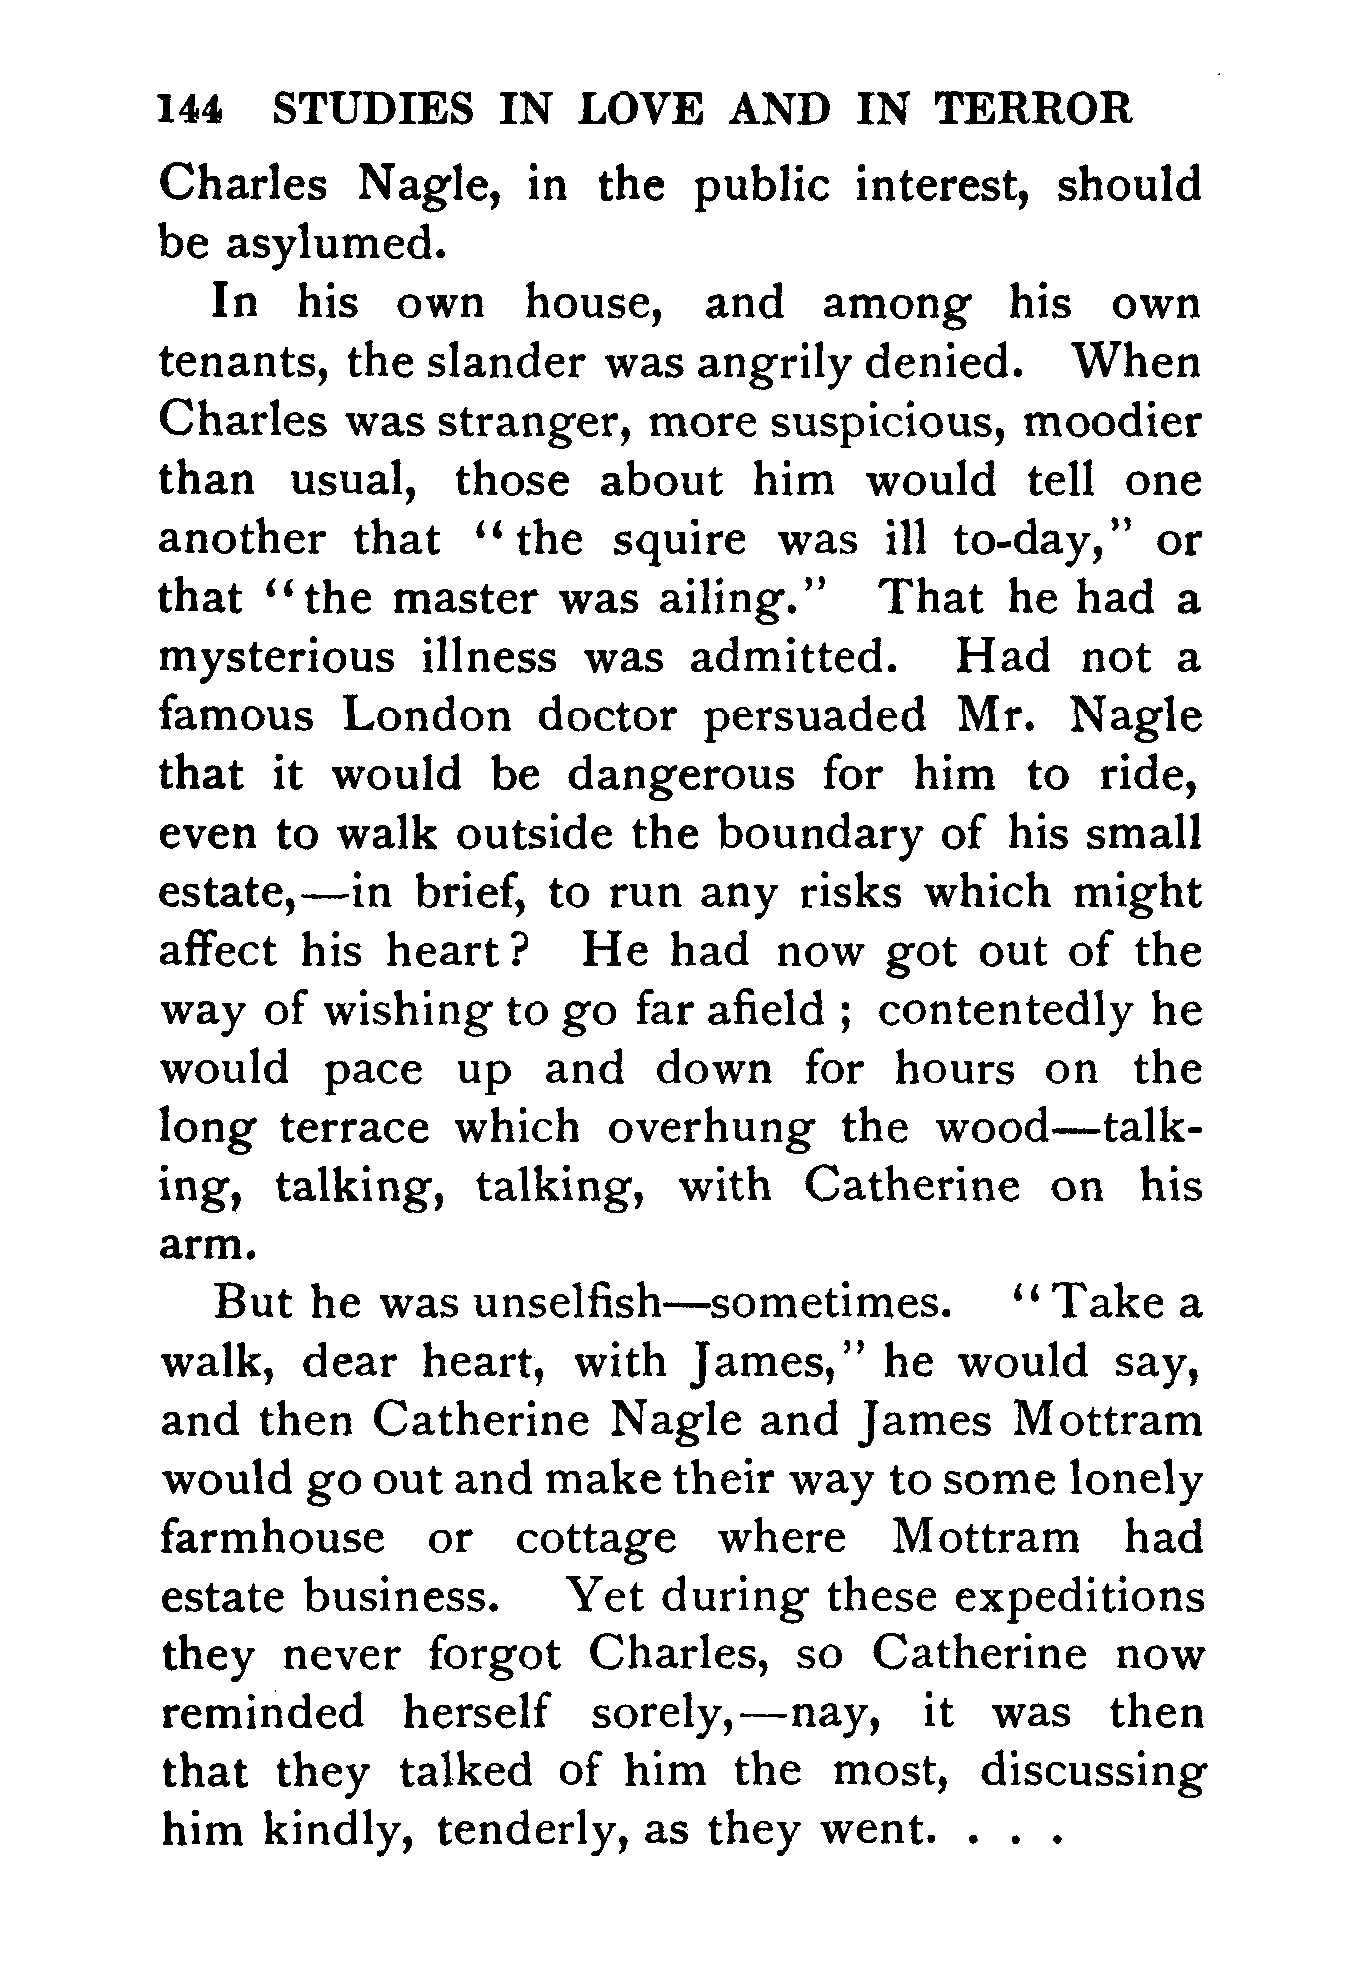 144 STUDIES IN LOVE AND IN TERROR
Charles Nagle, in the public interest, should
be asylumed.
In his own house, and among his own
tenants, the slander was angrily denied. When
Charles was stranger, more suspicious, moodier
than usual, those about him would tell one
another that “the squire was ill to-day,” or
that “the master was ailing.” That he had a
mysterious illness was admitted. Had not a
famous London doctor persuaded Mr. Nagle
that it would be dangerous for him to ride,
even to walk outside the boundary of his small
estate,—in brief, to run any risks which might
affect his heart? He had now got out of the
way of wishing to go far afield; contentedly he
would pace up and down for hours on the
long terrace which overhung the wood—talk-
ing, talking, talking, with Catherine on his
arm.
But he was unselfish—sometimes. “Take a
walk, dear heart, with James,” he would say,
and then Catherine Nagle and James Mottram
would go out and make their way to some lonely
farmhouse or cottage where Mottram had
estate business. Yet during these expeditions
they never forgot Charles, so Catherine now
reminded herself sorely,—nay, it was then
that they talked of him the most, discussing
him kindly, tenderly, as they went. . . .